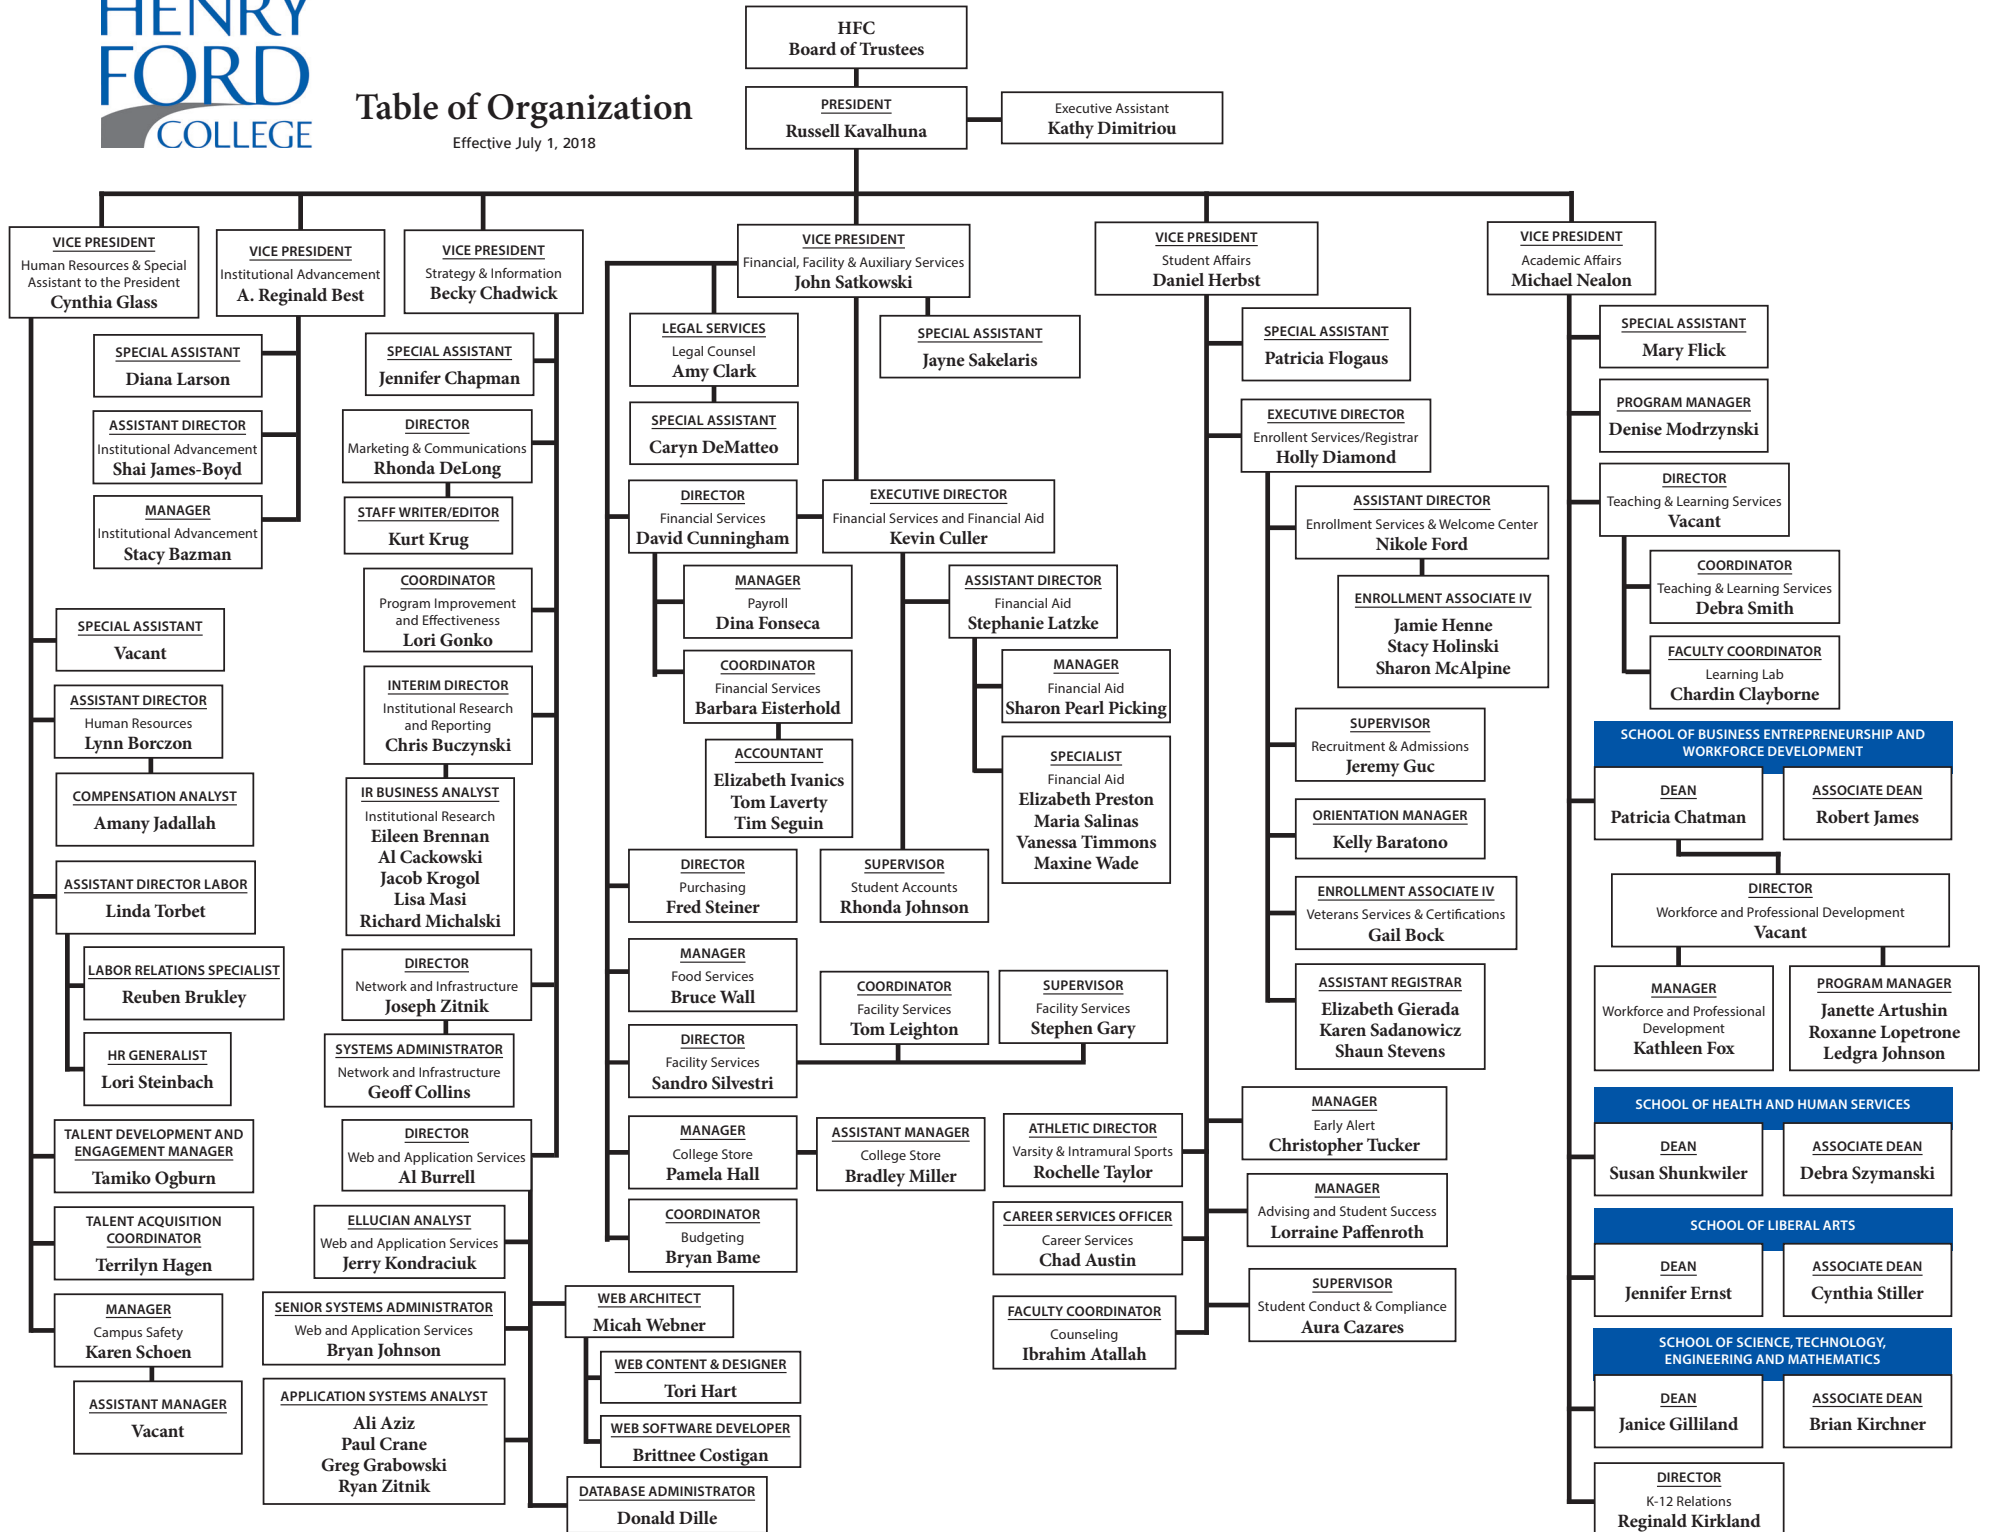 HENRY
FORD
COLLEGE
Table of Organization
Effective July 1, 2018
HFC
Board of Trustees
PRESIDENT
Russell Kavalhuna
Executive Assistant
Kathy Dimitriou
VICE PRESIDENT
Human Resources & Special
Assistant to the President
Cynthia Glass
SPECIAL ASSISTANT
Vacant
ASSISTANT DIRECTOR
Human Resources
Lynn Borczon
COMPENSATION ANALYST
Amany Jadallah
ASSISTANT DIRECTOR LABOR
Linda Torbet
LABOR RELATIONS SPECIALIST
Reuben Brukley
HR GENERALIST
Lori Steinbach
TALENT DEVELOPMENT AND
ENGAGEMENT MANAGER
Tamiko Ogburn
TALENT ACQUISITION
COORDINATOR
Terrilyn Hagen
MANAGER
Campus Safety
Karen Schoen
ASSISTANT MANAGER
Vacant
VICE PRESIDENT
Institutional Advancement
A. Reginald Best
SPECIAL ASSISTANT
Diana Larson
ASSISTANT DIRECTOR
Institutional Advancement
Shai James-Boyd
MANAGER
Institutional Advancement
Stacy Bazman
VICE PRESIDENT
Strategy & Information
Becky Chadwick
SPECIAL ASSISTANT
Jennifer Chapman
DIRECTOR
Marketing & Communications
Rhonda DeLong
STAFF WRITER/EDITOR
Kurt Krug
COORDINATOR
Program Improvement
and Effectiveness
Lori Gonko
INTERIM DIRECTOR
Institutional Research
and Reporting
Chris Buczynski
IR BUSINESS ANALYST
Institutional Research
Eileen Brennan
Al Cackowski
Jacob Krogol
Lisa Masi
Richard Michalski
DIRECTOR
Network and Infrastructure
Joseph Zitnik
SYSTEMS ADMINISTRATOR
Network and Infrastructure
Geoff Collins
DIRECTOR
Web and Application Services
Al Burrell
ELLUCIAN ANALYST
Web and Application Services
Jerry Kondraciuk
SENIOR SYSTEMS ADMINISTRATOR
Web and Application Services
Bryan Johnson
APPLICATION SYSTEMS ANALYST
Ali Aziz
Paul Crane
Greg Grabowski
Ryan Zitnik
WEB ARCHITECT
Micah Webner
WEB CONTENT & DESIGNER
Tori Hart
WEB SOFTWARE DEVELOPER
Brittnee Costigan
DATABASE ADMINISTRATOR
Donald Dille
VICE PRESIDENT
Financial, Facility & Auxiliary Services
John Satkowski
LEGAL SERVICES
Legal Counsel
Amy Clark
SPECIAL ASSISTANT
Caryn DeMatteo
SPECIAL ASSISTANT
Jayne Sakelaris
DIRECTOR
Financial Services
David Cunningham
EXECUTIVE DIRECTOR
Financial Services and Financial Aid
Kevin Culler
MANAGER
Payroll
Dina Fonseca
COORDINATOR
Financial Services
Barbara Eisterhold
ACCOUNTANT
Elizabeth Ivanics
Tom Laverty
Tim Seguin
ASSISTANT DIRECTOR
Financial Aid
Stephanie Latzke
MANAGER
Financial Aid
Sharon Pearl Picking
SPECIALIST
Financial Aid
Elizabeth Preston
Maria Salinas
Vanessa Timmons
Maxine Wade
DIRECTOR
Purchasing
Fred Steiner
SUPERVISOR
Student Accounts
Rhonda Johnson
MANAGER
Food Services
Bruce Wall
COORDINATOR
Facility Services
Tom Leighton
SUPERVISOR
Facility Services
Stephen Gary
DIRECTOR
Facility Services
Sandro Silvestri
MANAGER
College Store
Pamela Hall
ASSISTANT MANAGER
College Store
Bradley Miller
COORDINATOR
Budgeting
Bryan Bame
VICE PRESIDENT
Student Affairs
Daniel Herbst
SPECIAL ASSISTANT
Patricia Flogaus
EXECUTIVE DIRECTOR
Enrollent Services/Registrar
Holly Diamond
ASSISTANT DIRECTOR
Enrollment Services & Welcome Center
Nikole Ford
ENROLLMENT ASSOCIATE IV
Jamie Henne
Stacy Holinski
Sharon McAlpine
SUPERVISOR
Recruitment & Admissions
Jeremy Guc
ORIENTATION MANAGER
Kelly Baratono
ENROLLMENT ASSOCIATE IV
Veterans Services & Certifications
Gail Bock
ASSISTANT REGISTRAR
Elizabeth Gierada
Karen Sadanowicz
Shaun Stevens
ATHLETIC DIRECTOR
Varsity & Intramural Sports
Rochelle Taylor
CAREER SERVICES OFFICER
Career Services
Chad Austin
FACULTY COORDINATOR
Counseling
Ibrahim Atallah
MANAGER
Early Alert
Christopher Tucker
MANAGER
Advising and Student Success
Lorraine Paffenroth
SUPERVISOR
Student Conduct & Compliance
Aura Cazares
VICE PRESIDENT
Academic Affairs
Michael Nealon
SPECIAL ASSISTANT
Mary Flick
PROGRAM MANAGER
Denise Modrzynski
DIRECTOR
Teaching & Learning Services
Vacant
COORDINATOR
Teaching & Learning Services
Debra Smith
FACULTY COORDINATOR
Learning Lab
Chardin Clayborne
SCHOOL OF BUSINESS ENTREPRENEURSHIP AND
WORKFORCE DEVELOPMENT
DEAN
Patricia Chatman
ASSOCIATE DEAN
Robert James
DIRECTOR
Workforce and Professional Development
Vacant
MANAGER
Workforce and Professional
Development
Kathleen Fox
PROGRAM MANAGER
Janette Artushin
Roxanne Lopetrone
Ledgra Johnson
SCHOOL OF HEALTH AND HUMAN SERVICES
DEAN
Susan Shunkwiler
ASSOCIATE DEAN
Debra Szymanski
SCHOOL OF LIBERAL ARTS
DEAN
Jennifer Ernst
ASSOCIATE DEAN
Cynthia Stiller
SCHOOL OF SCIENCE, TECHNOLOGY,
ENGINEERING AND MATHEMATICS
DEAN
Janice Gilliland
ASSOCIATE DEAN
Brian Kirchner
DIRECTOR
K-12 Relations
Reginald Kirkland